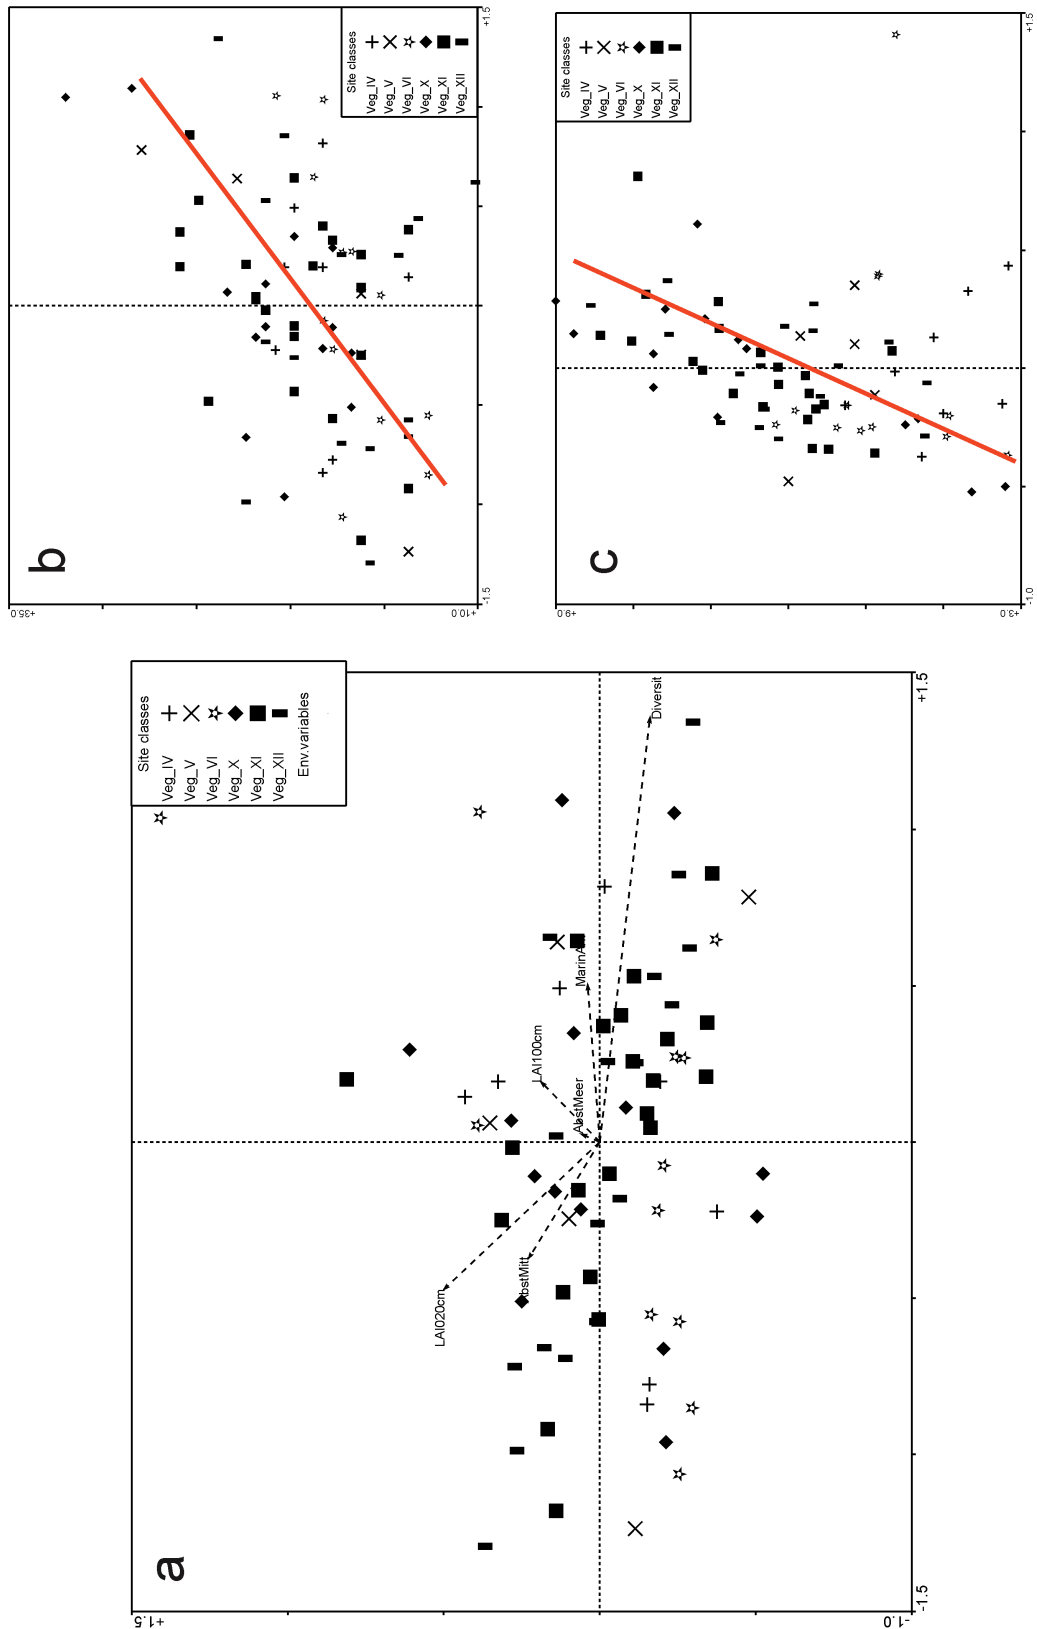 b
+35.0
+10.0
-1.5
+1.5
Site classes
Veg_IV
Veg_V
Veg_VI
Veg_X
Veg_XI
Veg_XII
c
+9.0
+3.0
-1.0
+1.5
Site classes
Veg_IV
Veg_V
Veg_VI
Veg_X
Veg_XI
Veg_XII
a
+1.5
-1.0
-1.5
+1.5
Site classes
Veg_IV
Veg_V
Veg_VI
Veg_X
Veg_XI
Veg_XII
Env.variables
LAI020cm
AbstMitt
AbstMeer
LAI100cm
Diversit